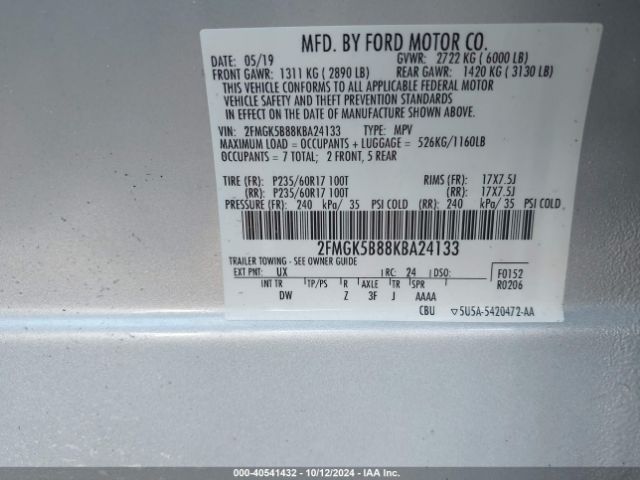 MFD. BY FORD MOTOR CO.
DATE: 05/19 GVWR: 2722 KG ( 6000 LB)
FRONT GAWR: 1311 KG ( 2890 LB) REAR GAWR: 1420 KG ( 3130 LB)
THIS VEHICLE CONFORMS TO ALL APPLICABLE FEDERAL MOTOR
VEHICLE SAFETY AND THEFT PREVENTION STANDARDS
IN EFFECT ON THE DATE OF MANUFACTURE SHOWN ABOVE.
VIN: 2FMGK5B88KBA24133 TYPE: MPV
MAXIMUM LOAD = OCCUPANTS + LUGGAGE = 526KG/1160LB
OCCUPANTS = 7 TOTAL; 2 FRONT, 5 REAR
TIRE (FR): P235/60R17 100T RIMS (FR): 17X7.5J
(RR): P235/60R17 100T (RR): 17X7.5J
PRESSURE (FR): 240 kPa/ 35 PSI COLD (RR): 240 kPa/ 35 PSI COLD
2FMGK5B88KBA24133
TRAILER TOWING - SEE OWNER GUIDE
EXT PNT: UX RC: 24 DSO: F0152
INT TR TP/PS R AXLE TR SPR R0206
DW Z 3F J AAAA
CBU ▽5U5A-5420472-AA
000-40541432 - 10/12/2024 - IAA Inc.